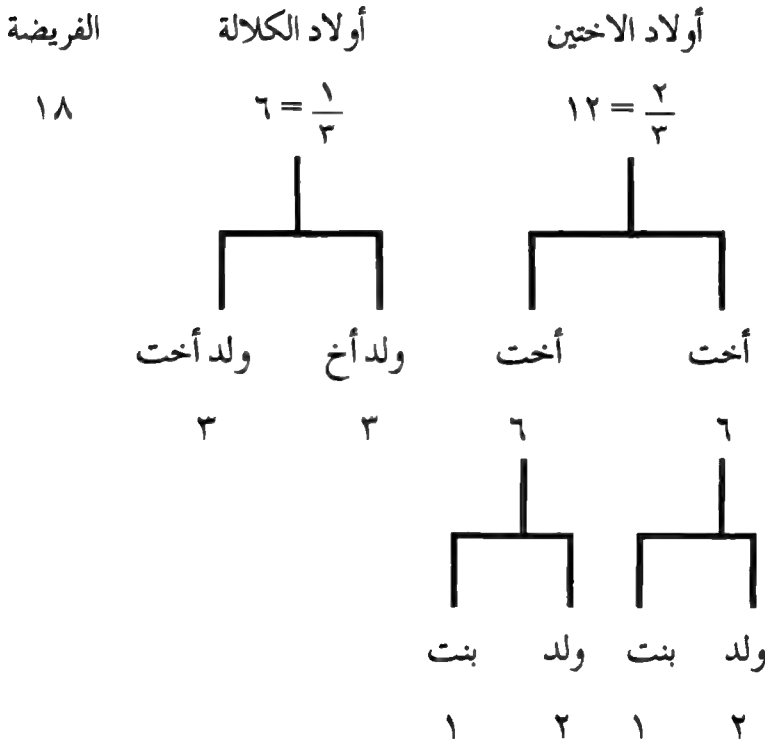 أولاد الاختين أولاد الكلالة الفريضة
٢/٣ = ١٢ ١/٣ = ٦ ١٨
أخت أخت ولد أخ ولد أخت
٦ ٦ ٣ ٣
ولد بنت ولد بنت
٢ ١ ٢ ١